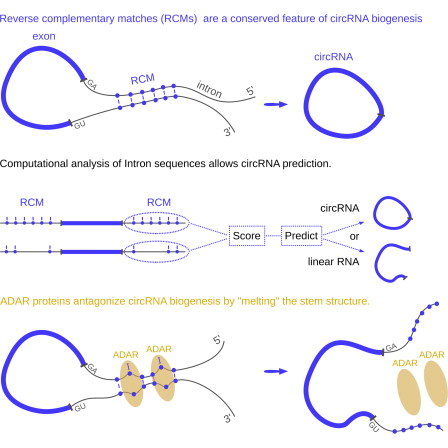 Reverse complementary matches (RCMs) are a conserved feature of circRNA biogenesis
exon
circRNA
RCM
intron
5'
GA
GU
3'
Computational analysis of Intron sequences allows circRNA prediction.
RCM
RCM
circRNA
Score
Predict
or
linear RNA
ADAR proteins antagonize circRNA biogenesis by "melting" the stem structure.
ADAR
ADAR
5'
GA
GU
3'
GA
ADAR
ADAR
GU